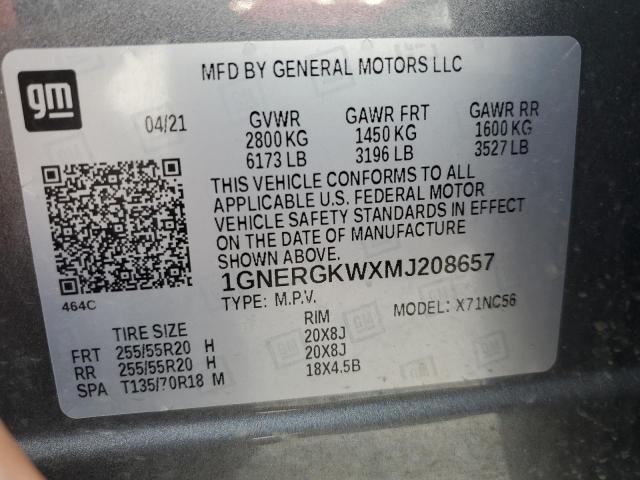 MFD BY GENERAL MOTORS LLC
gm
04/21 GVWR GAWR FRT GAWR RR
2800 KG 1450 KG 1600 KG
6173 LB 3196 LB 3527 LB
THIS VEHICLE CONFORMS TO ALL
APPLICABLE U.S. FEDERAL MOTOR
VEHICLE SAFETY STANDARDS IN EFFECT
ON THE DATE OF MANUFACTURE
SHOWN ABOVE.
464C
1GNERGKWXMJ208657
TYPE: M.P.V. MODEL: X71NC56
TIRE SIZE RIM
FRT 255/55R20 H 20X8J
RR 255/55R20 H 20X8J
SPA T135/70R18 M 18X4.5B